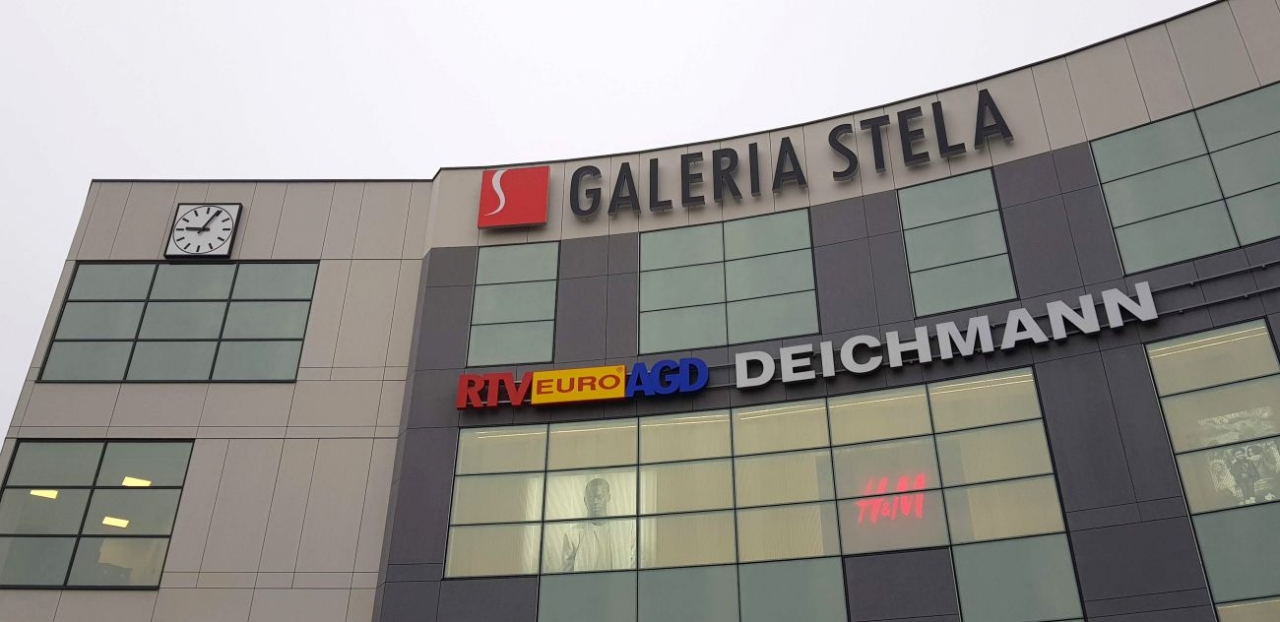 S GALERIA STELA
RTV EURO® AGD
DEICHMANN
H&M